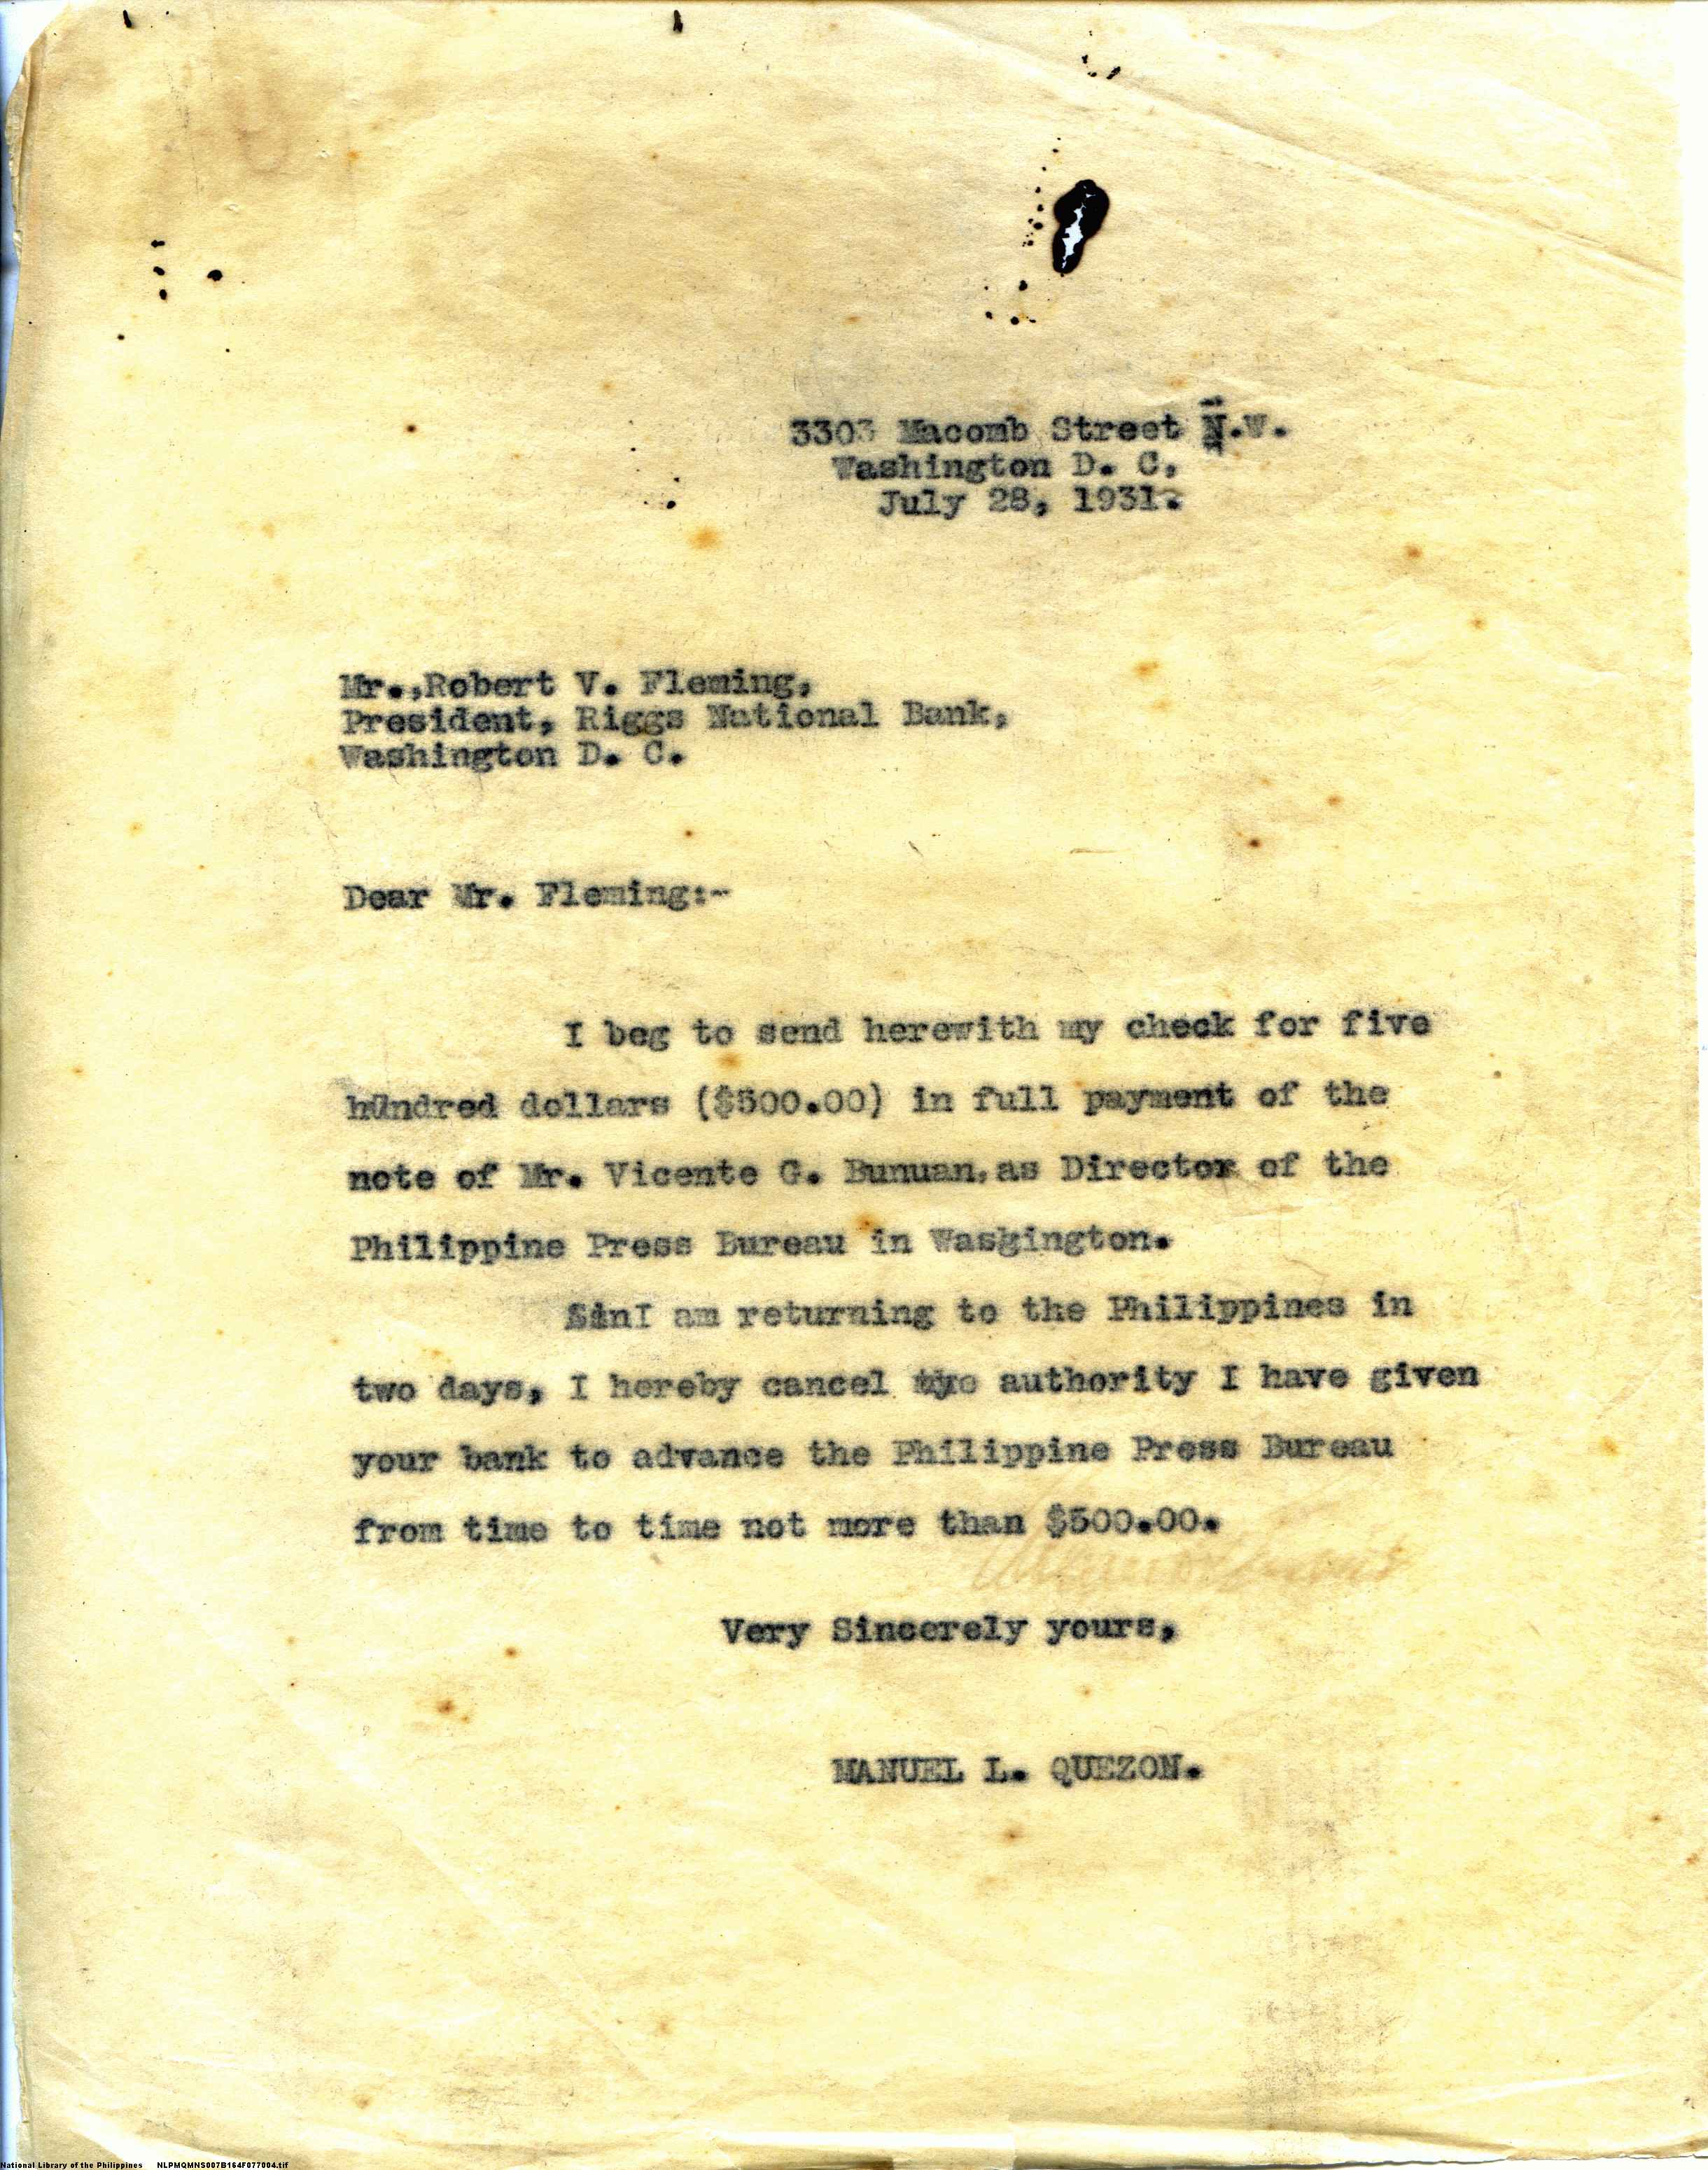 3303 Macomb Street N.W.
Washington D. C,
July 28, 1931.
Mr.,Robert V. Fleming,
President, Riggs National Bank,
Washington D. C.
Dear Mr. Fleming:-
I beg to send herewith my check for five
hundred dollars ($500.00) in full payment of the
note of Mr. Vicente G. Bunuan,as Director of the
Philippine Press Bureau in Wasgington.
SinI am returning to the Philippines in
two days, I hereby cancel the authority I have given
your bank to advance the Philippine Press Bureau
from time to time not more than $500.00.
Very Sincerely yours,
MANUEL L. QUEZON.
National Library of the Philippines NLPMQMNS007B164F077004.tif